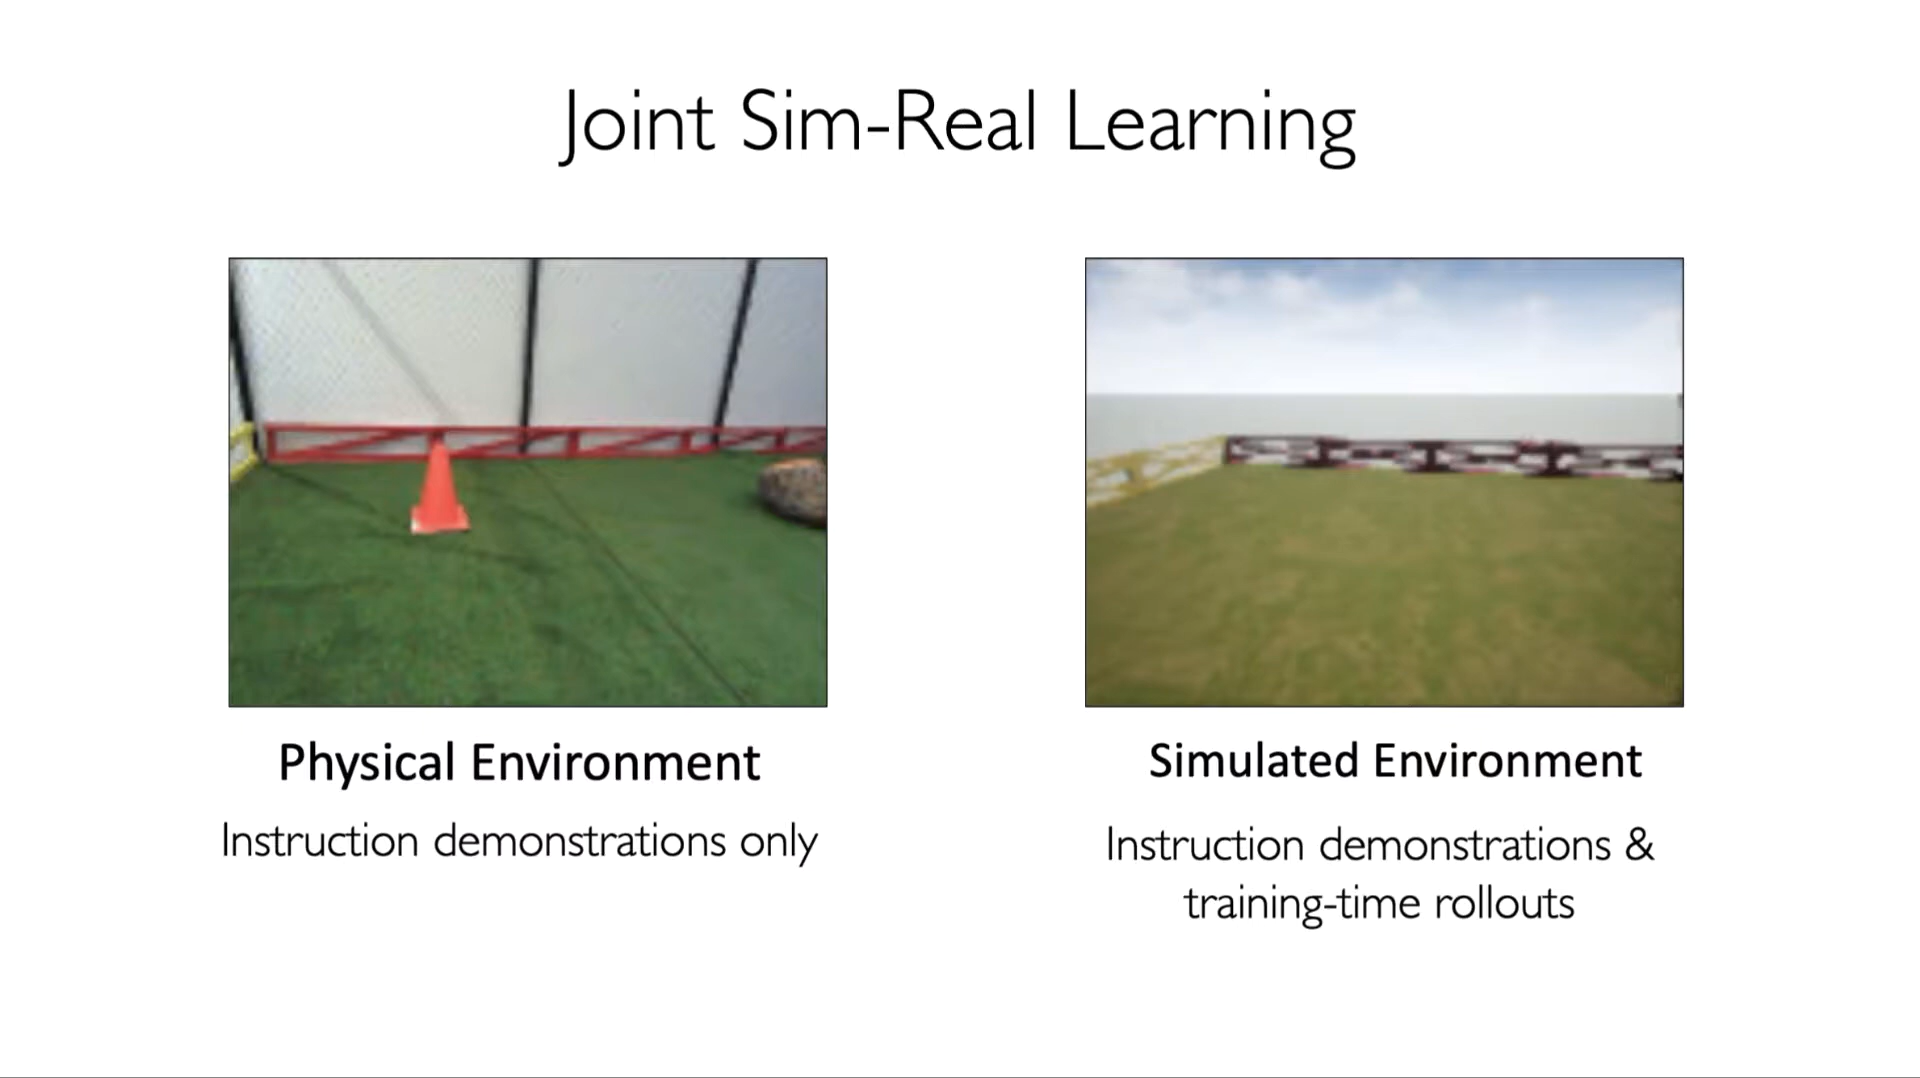 Joint Sim-Real Learning
Physical Environment
Instruction demonstrations only
Simulated Environment
Instruction demonstrations &
training-time rollouts